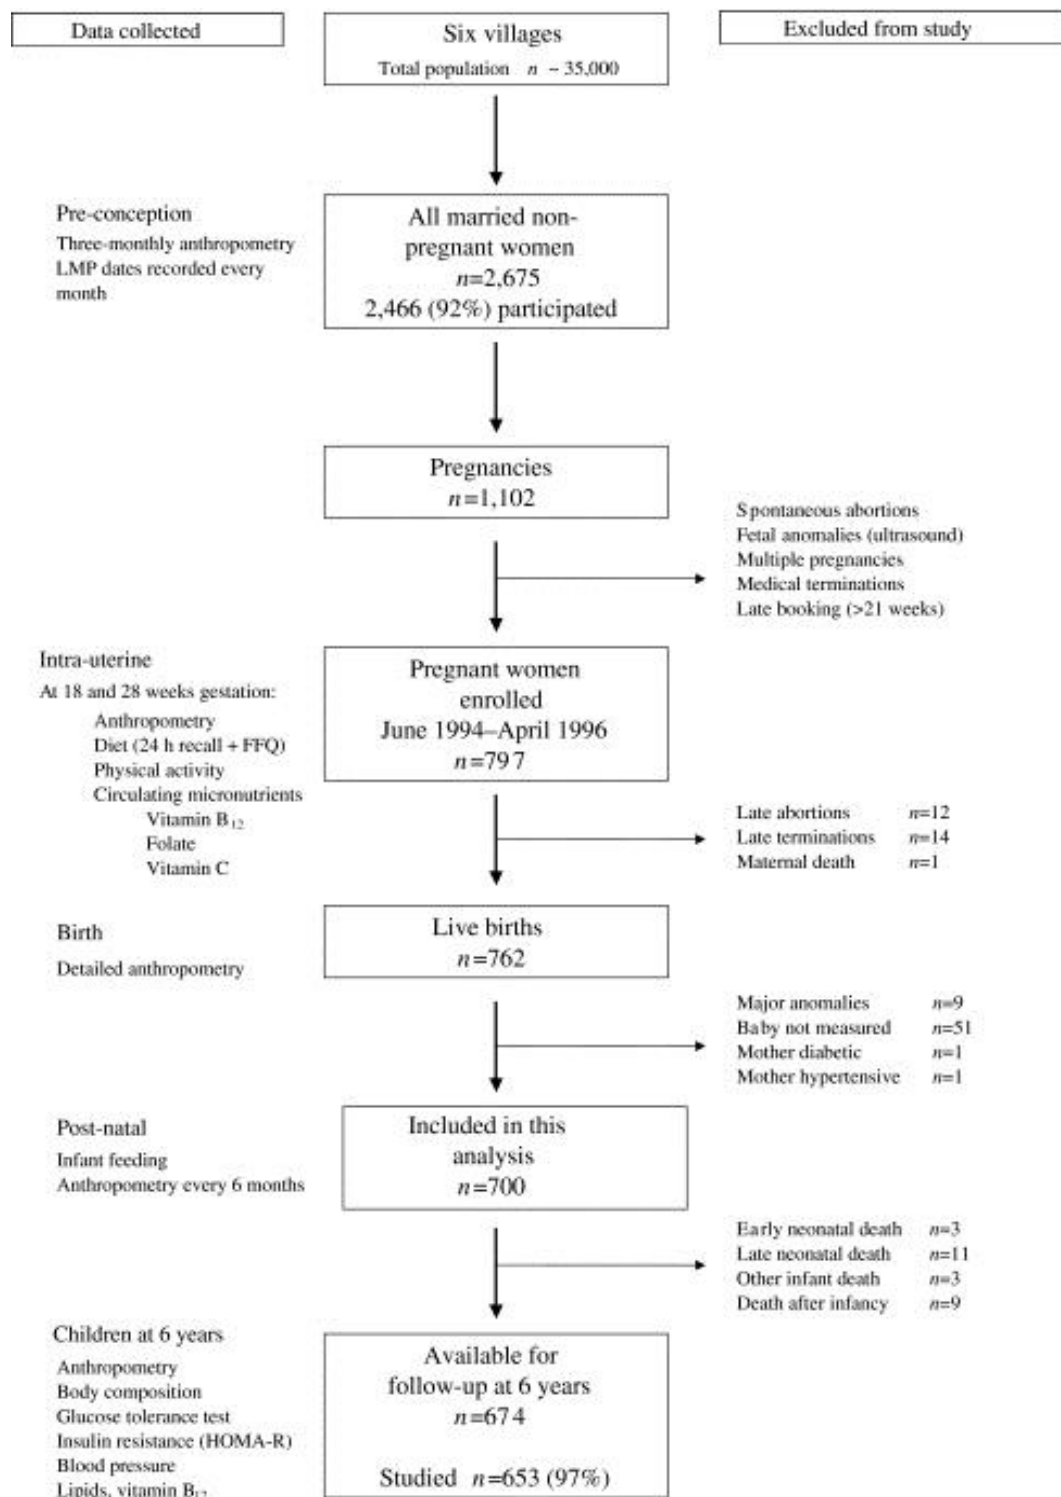 Data collected
Six villages
Total population n ~ 35,000
Excluded from study
Pre-conception
Three-monthly anthropometry
LMP dates recorded every
month
All married non-
pregnant women
n=2,675
2,466 (92%) participated
Pregnancies
n=1,102
Spontaneous abortions
Fetal anomalies (ultrasound)
Multiple pregnancies
Medical terminations
Late booking (>21 weeks)
Intra-uterine
At 18 and 28 weeks gestation:
Anthropometry
Diet (24 h recall + FFQ)
Physical activity
Circulating micronutrients
Vitamin B12
Folate
Vitamin C
Pregnant women
enrolled
June 1994–April 1996
n=797
Late abortions n=12
Late terminations n=14
Maternal death n=1
Birth
Detailed anthropometry
Live births
n=762
Major anomalies n=9
Baby not measured n=51
Mother diabetic n=1
Mother hypertensive n=1
Post-natal
Infant feeding
Anthropometry every 6 months
Included in this
analysis
n=700
Early neonatal death n=3
Late neonatal death n=11
Other infant death n=3
Death after infancy n=9
Children at 6 years
Anthropometry
Body composition
Glucose tolerance test
Insulin resistance (HOMA-R)
Blood pressure
Lipids, vitamin B12
Available for
follow-up at 6 years
n=674
Studied n=653 (97%)